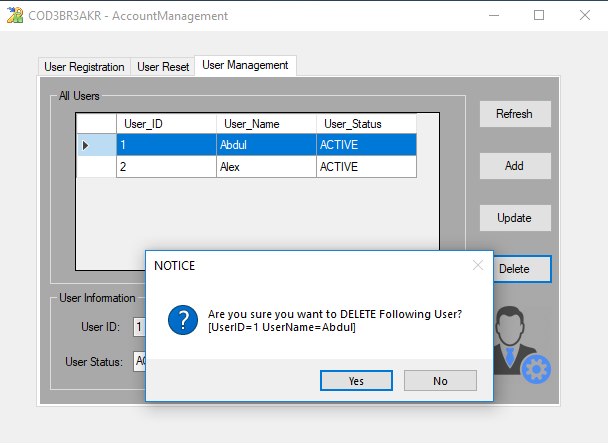 COD3BR3AKR - AccountManagement
User Registration User Reset User Management
All Users
User_ID User_Name User_Status
1 Abdul ACTIVE
2 Alex ACTIVE
Refresh
Add
Update
Delete
NOTICE
Are you sure you want to DELETE Following User?
[UserID=1 UserName=Abdul]
Yes No
User Information
User ID: 1
User Status: